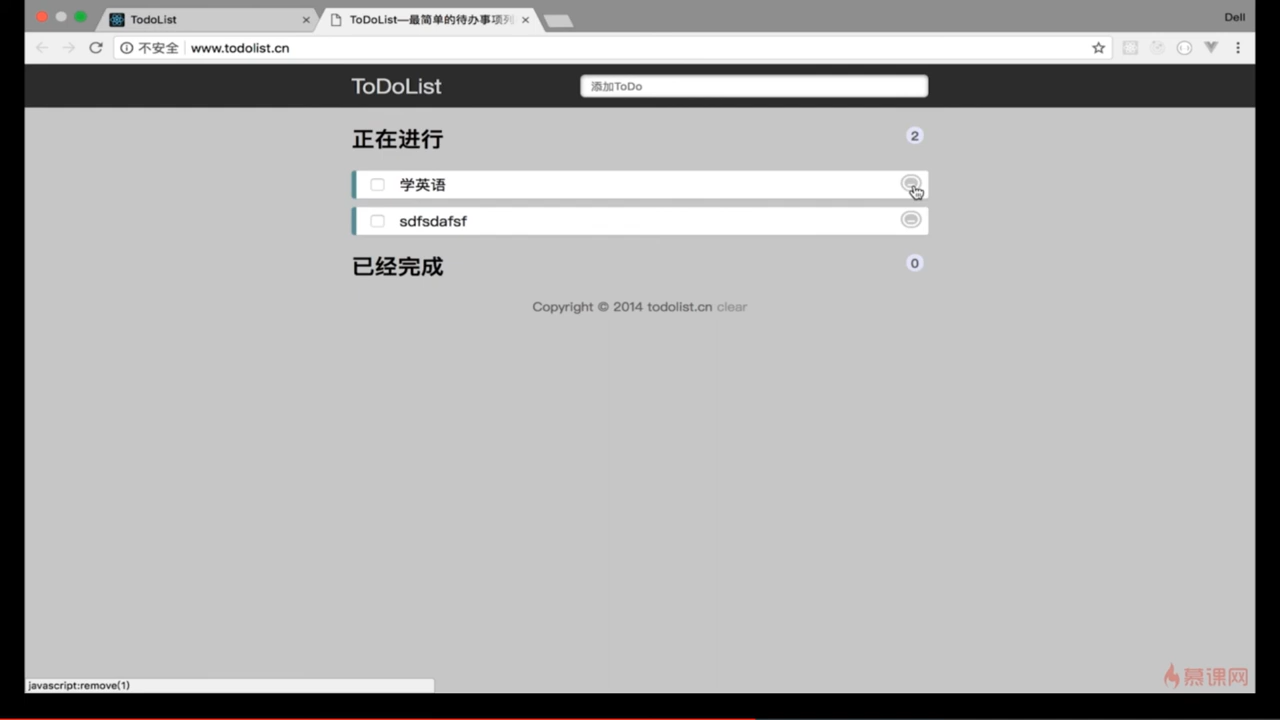 TodoList
ToDoList—最简单的待办事项列
Dell
不安全 www.todolist.cn
ToDoList
添加ToDo
正在进行
2
学英语
sdfsdafsf
已经完成
0
Copyright © 2014 todolist.cn clear
javascript:remove(1)
慕课网